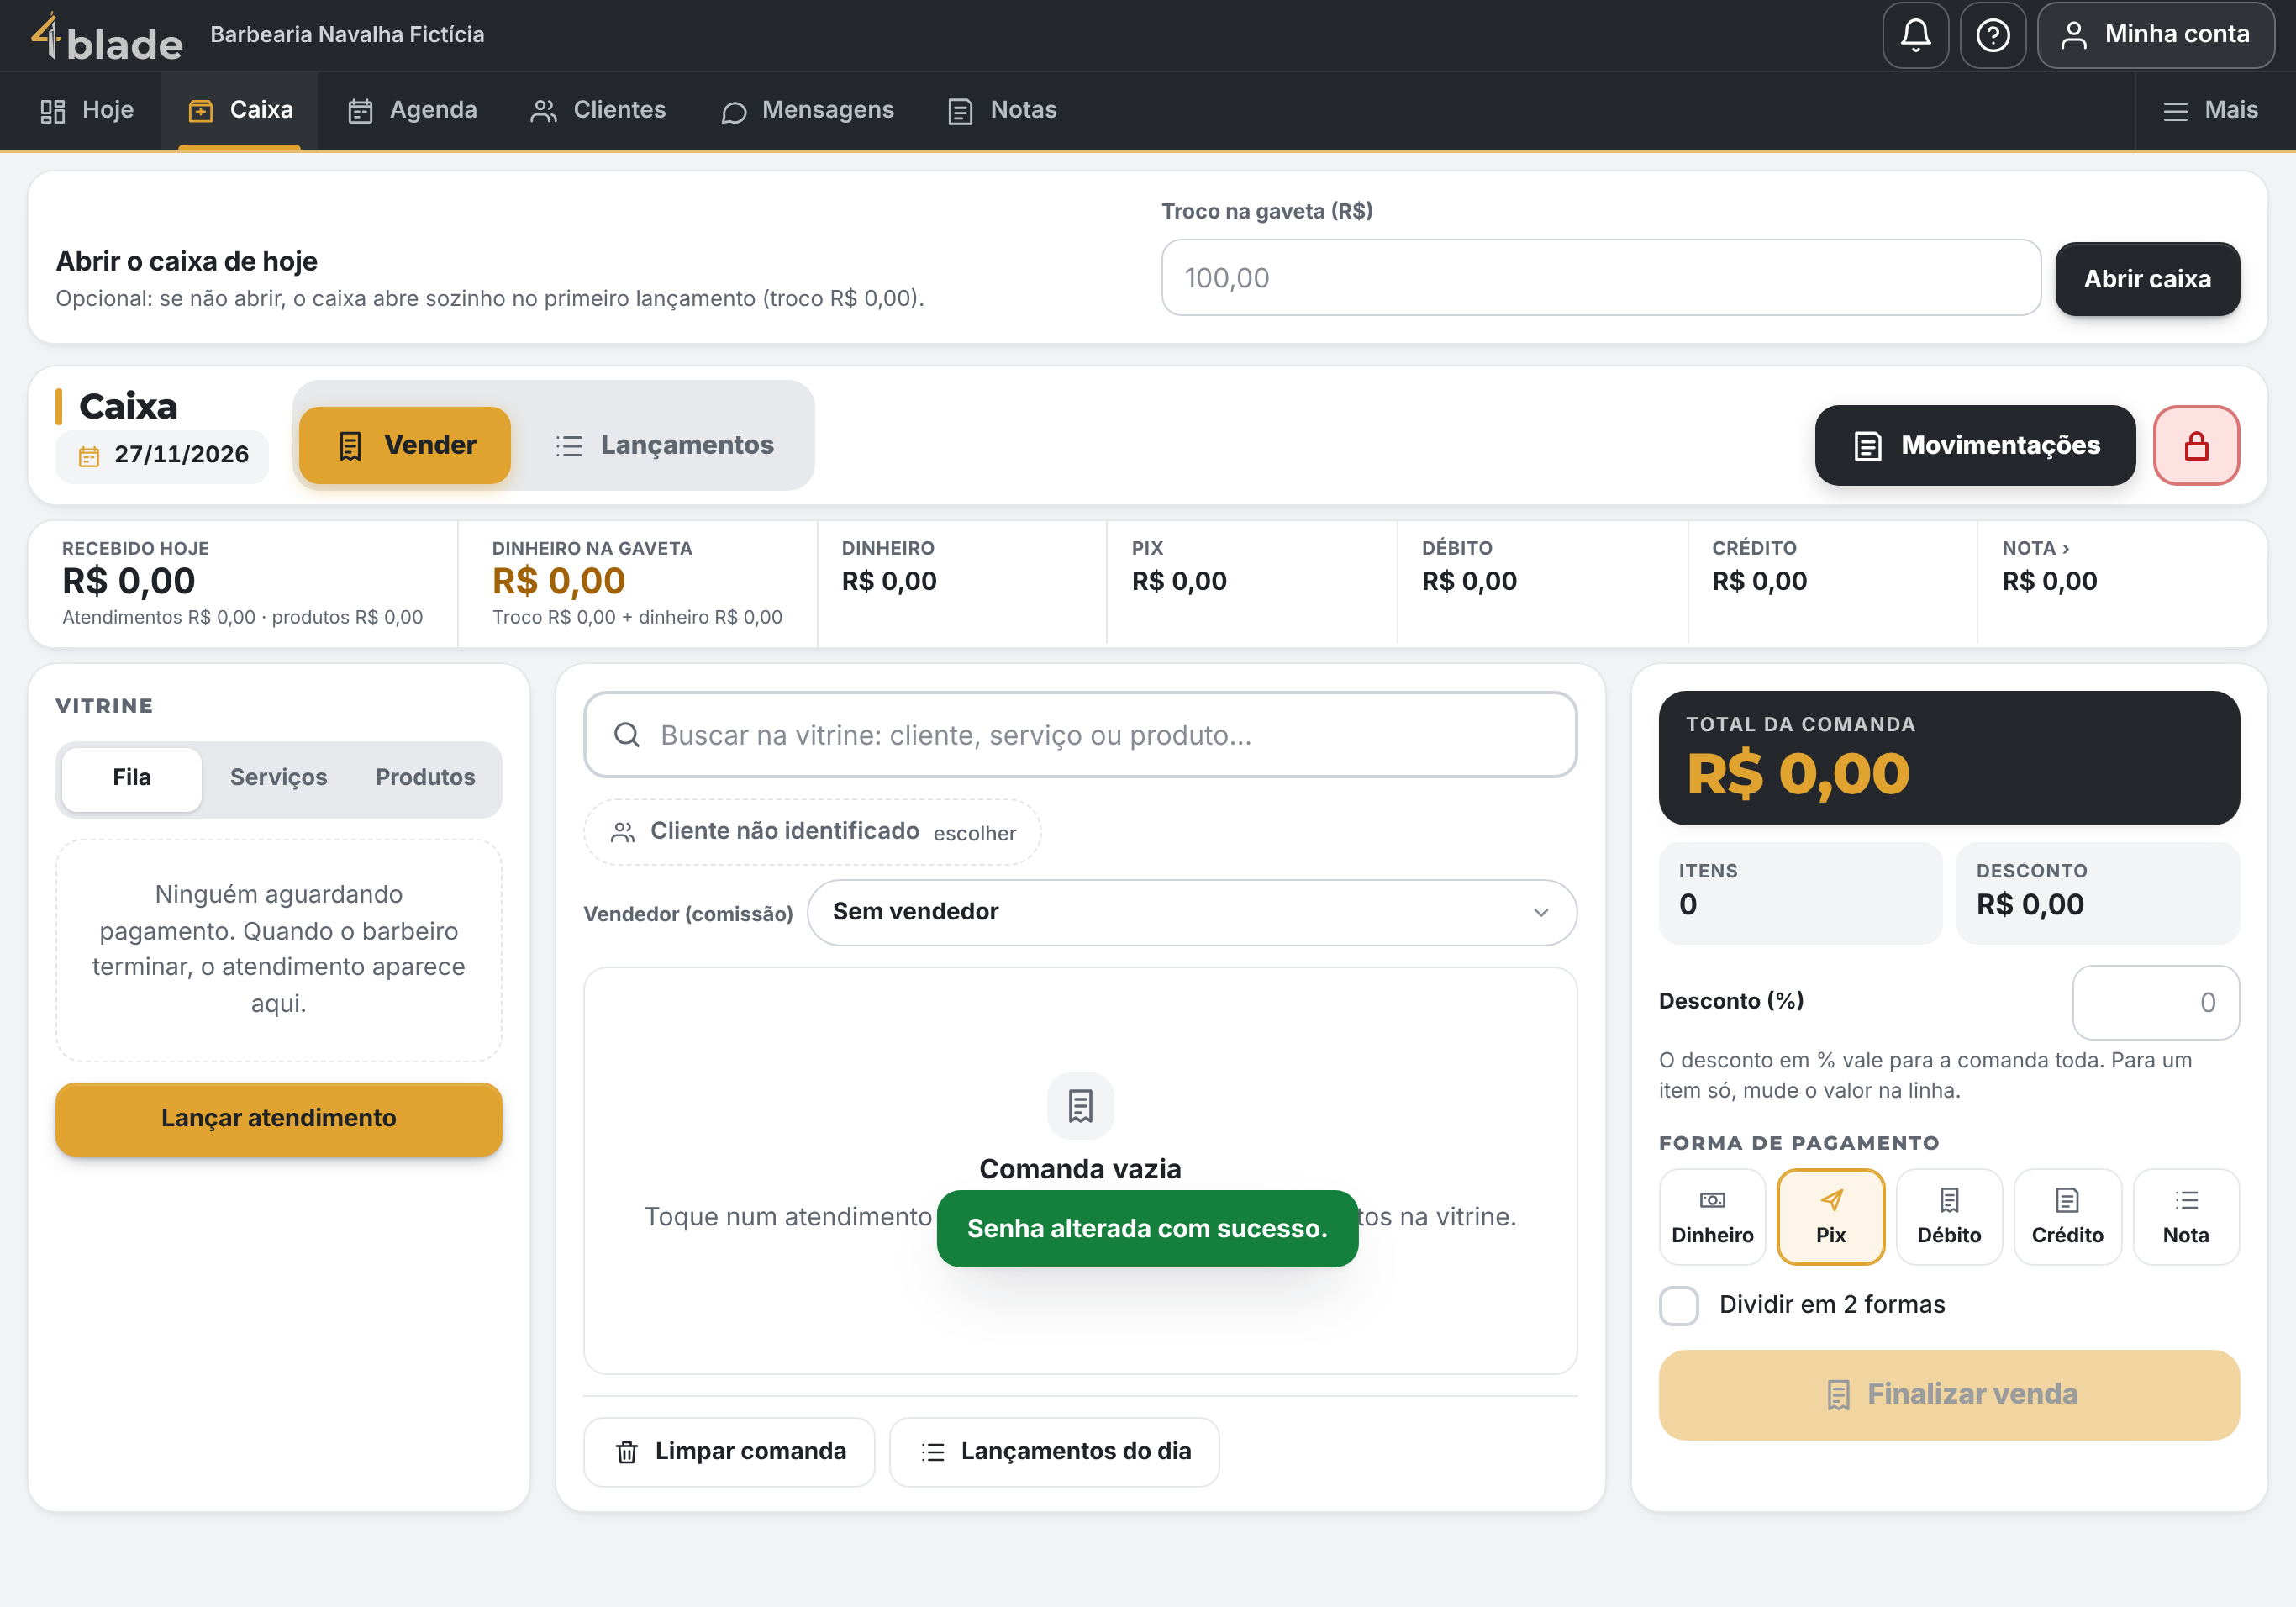 4blade
Barbearia Navalha Fictícia
Minha conta
Hoje
Caixa
Agenda
Clientes
Mensagens
Notas
Mais
Abrir o caixa de hoje
Opcional: se não abrir, o caixa abre sozinho no primeiro lançamento (troco R$ 0,00).
Troco na gaveta (R$)
100,00
Abrir caixa
Caixa
27/11/2026
Vender
Lançamentos
Movimentações
RECEBIDO HOJE
R$ 0,00
Atendimentos R$ 0,00 · produtos R$ 0,00
DINHEIRO NA GAVETA
R$ 0,00
Troco R$ 0,00 + dinheiro R$ 0,00
DINHEIRO
R$ 0,00
PIX
R$ 0,00
DÉBITO
R$ 0,00
CRÉDITO
R$ 0,00
NOTA ›
R$ 0,00
VITRINE
Fila
Serviços
Produtos
Ninguém aguardando
pagamento. Quando o barbeiro
terminar, o atendimento aparece
aqui.
Lançar atendimento
Buscar na vitrine: cliente, serviço ou produto...
Cliente não identificado escolher
Vendedor (comissão)
Sem vendedor
Comanda vazia
Toque num atendimento
tos na vitrine.
Senha alterada com sucesso.
Limpar comanda
Lançamentos do dia
TOTAL DA COMANDA
R$ 0,00
ITENS
0
DESCONTO
R$ 0,00
Desconto (%)
0
O desconto em % vale para a comanda toda. Para um
item só, mude o valor na linha.
FORMA DE PAGAMENTO
Dinheiro
Pix
Débito
Crédito
Nota
Dividir em 2 formas
Finalizar venda